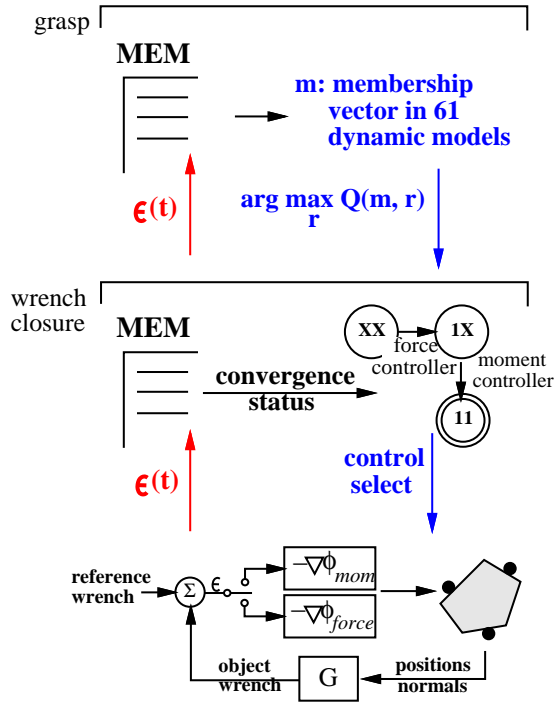 grasp
MEM
m: membership
vector in 61
dynamic models
ϵ(t)
arg max Q(m, r)
r
wrench
closure
MEM
XX
1X
force
controller
moment
controller
convergence
status
11
ϵ(t)
control
select
reference
wrench
Σ
ϵ
−∇ϕmom
−∇ϕforce
object
wrench
G
positions
normals